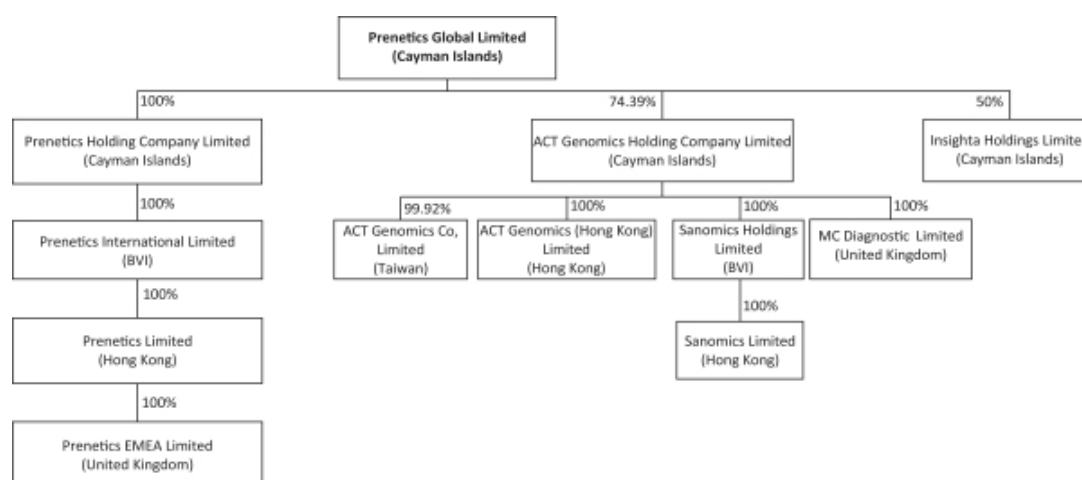 Prenetics Global Limited
(Cayman Islands)
100%
74.39%
50%
Prenetics Holding Company Limited
(Cayman Islands)
ACT Genomics Holding Company Limited
(Cayman Islands)
Insighta Holdings Limite
(Cayman Islands)
100%
99.92%
100%
100%
100%
Prenetics International Limited
(BVI)
ACT Genomics Co,
Limited
(Taiwan)
ACT Genomics (Hong Kong)
Limited
(Hong Kong)
Sanomics Holdings
Limited
(BVI)
MC Diagnostic Limited
(United Kingdom)
100%
100%
Prenetics Limited
(Hong Kong)
Sanomics Limited
(Hong Kong)
100%
Prenetics EMEA Limited
(United Kingdom)